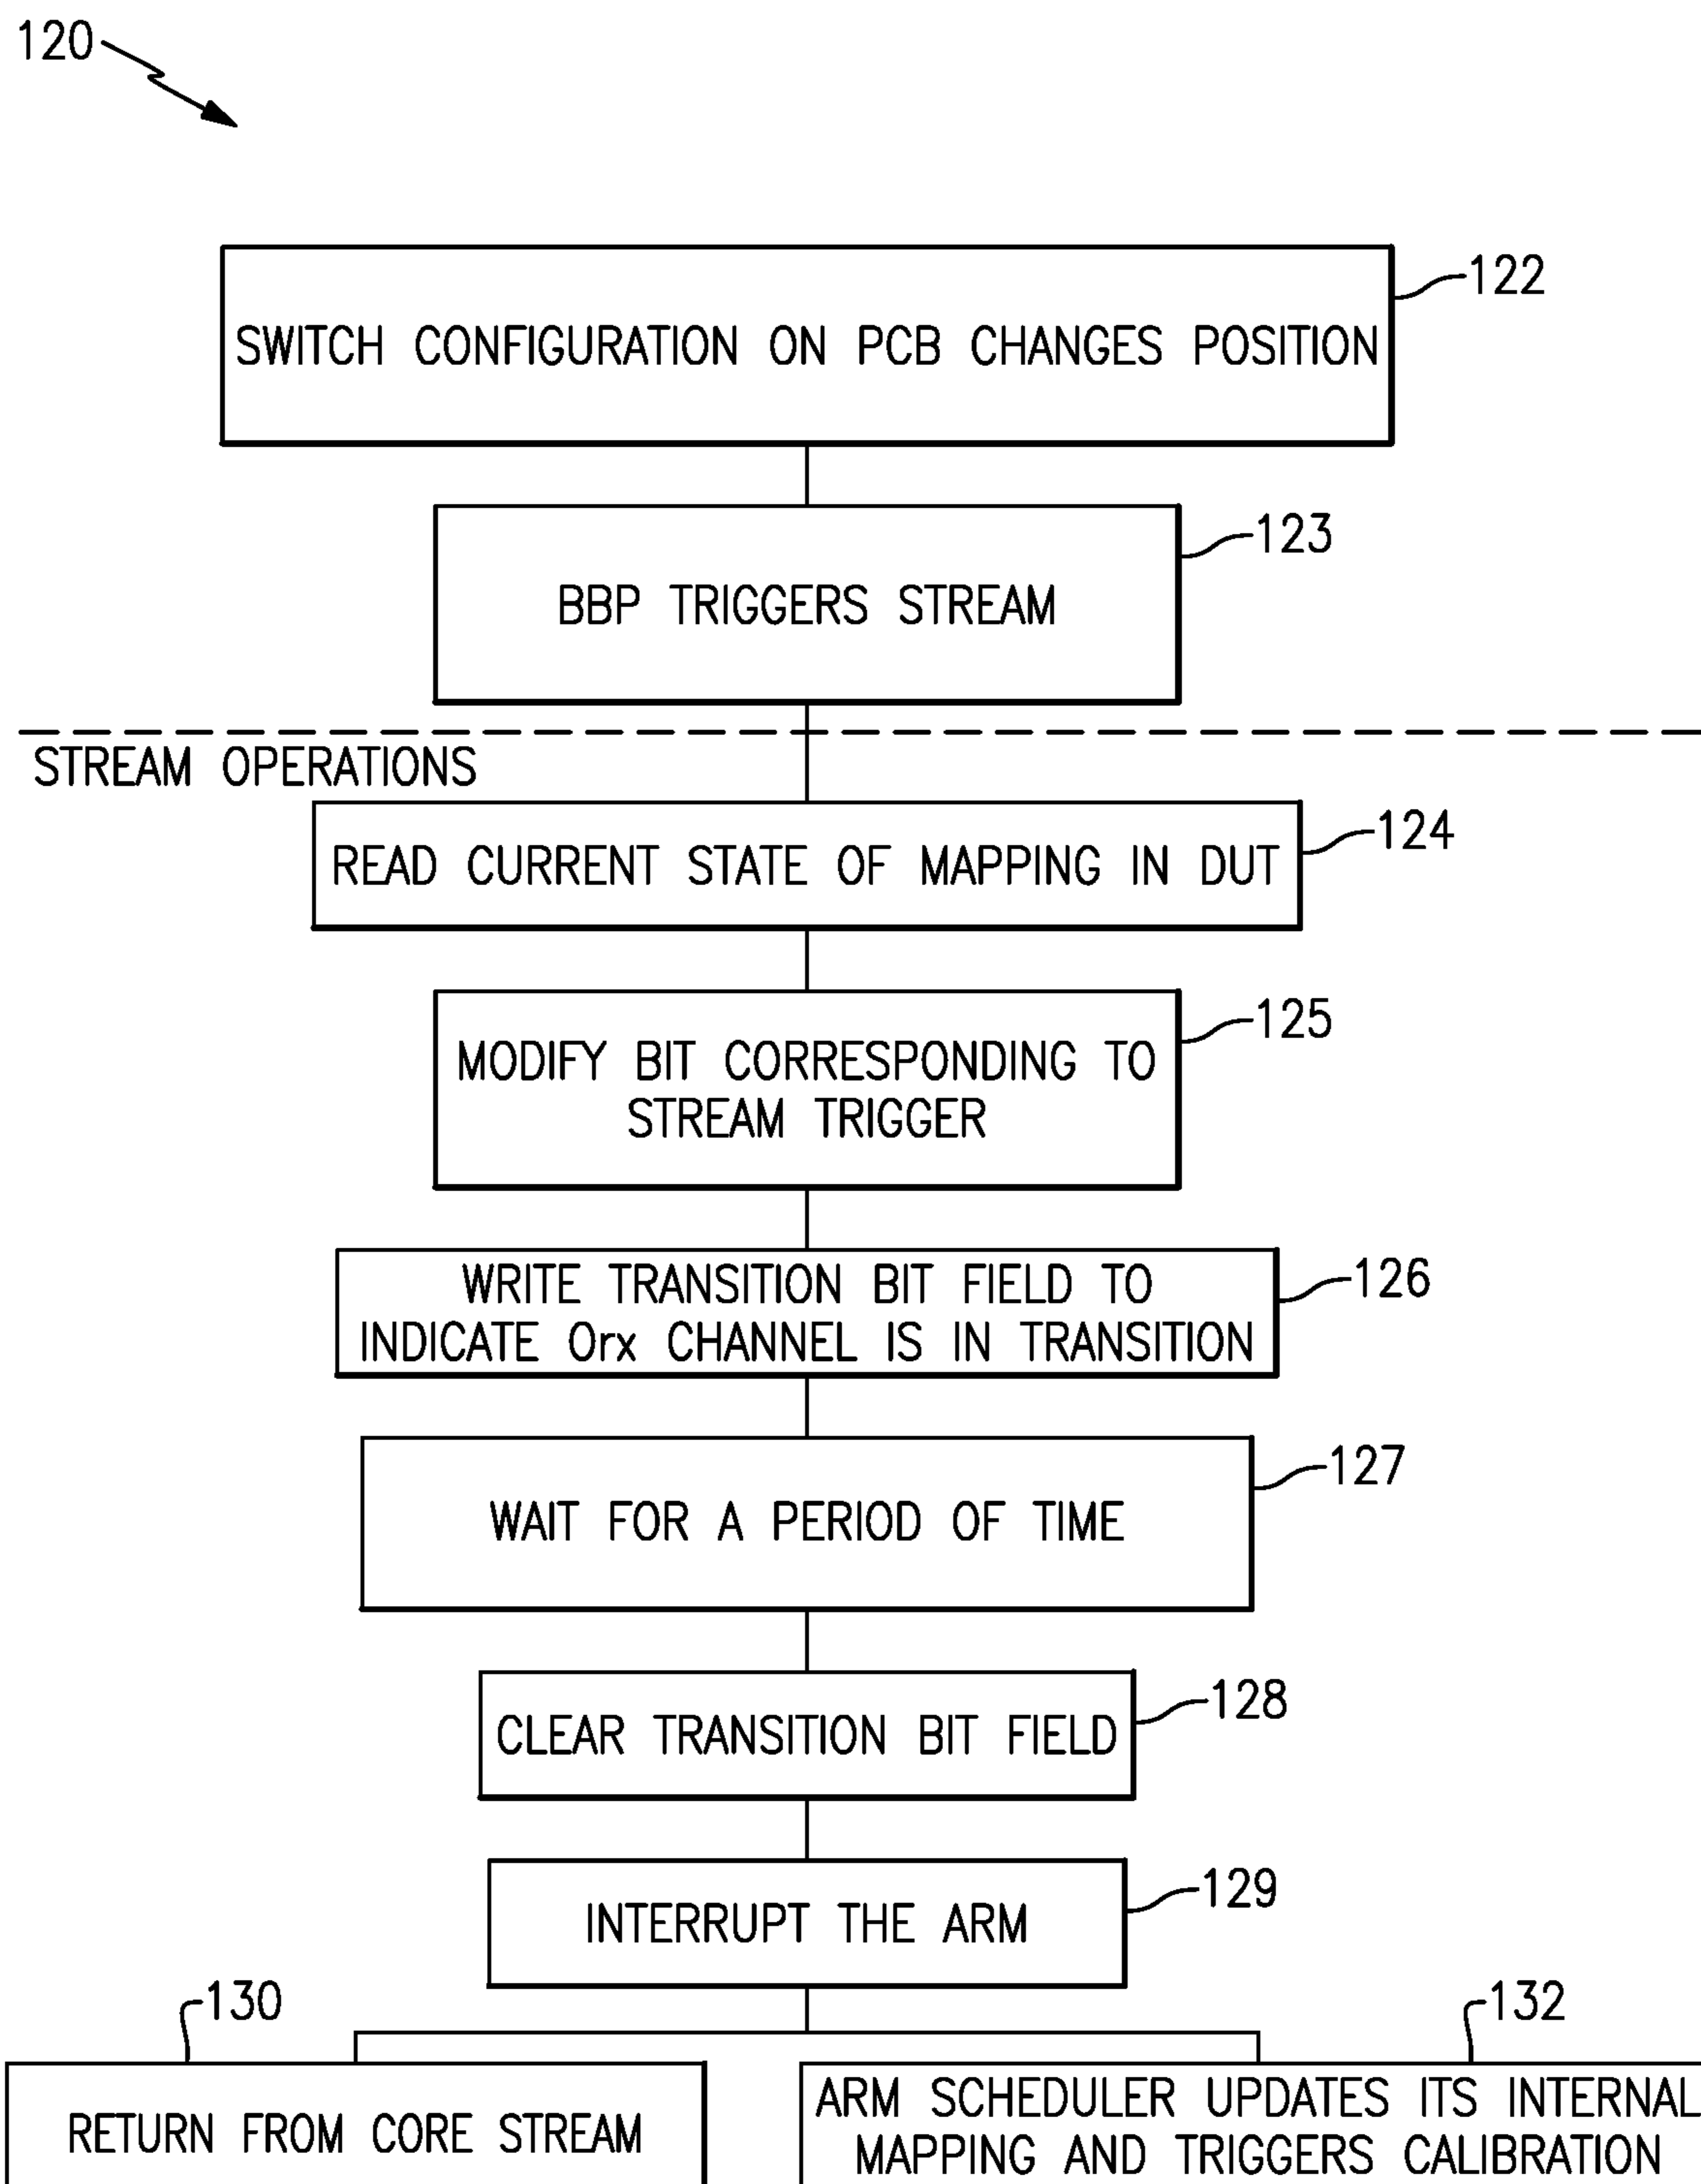 120
122
SWITCH CONFIGURATION ON PCB CHANGES POSITION
123
BBP TRIGGERS STREAM
STREAM OPERATIONS
124
READ CURRENT STATE OF MAPPING IN DUT
125
MODIFY BIT CORRESPONDING TO
STREAM TRIGGER
126
WRITE TRANSITION BIT FIELD TO
INDICATE Orx CHANNEL IS IN TRANSITION
127
WAIT FOR A PERIOD OF TIME
128
CLEAR TRANSITION BIT FIELD
129
INTERRUPT THE ARM
130
RETURN FROM CORE STREAM
132
ARM SCHEDULER UPDATES ITS INTERNAL
MAPPING AND TRIGGERS CALIBRATION